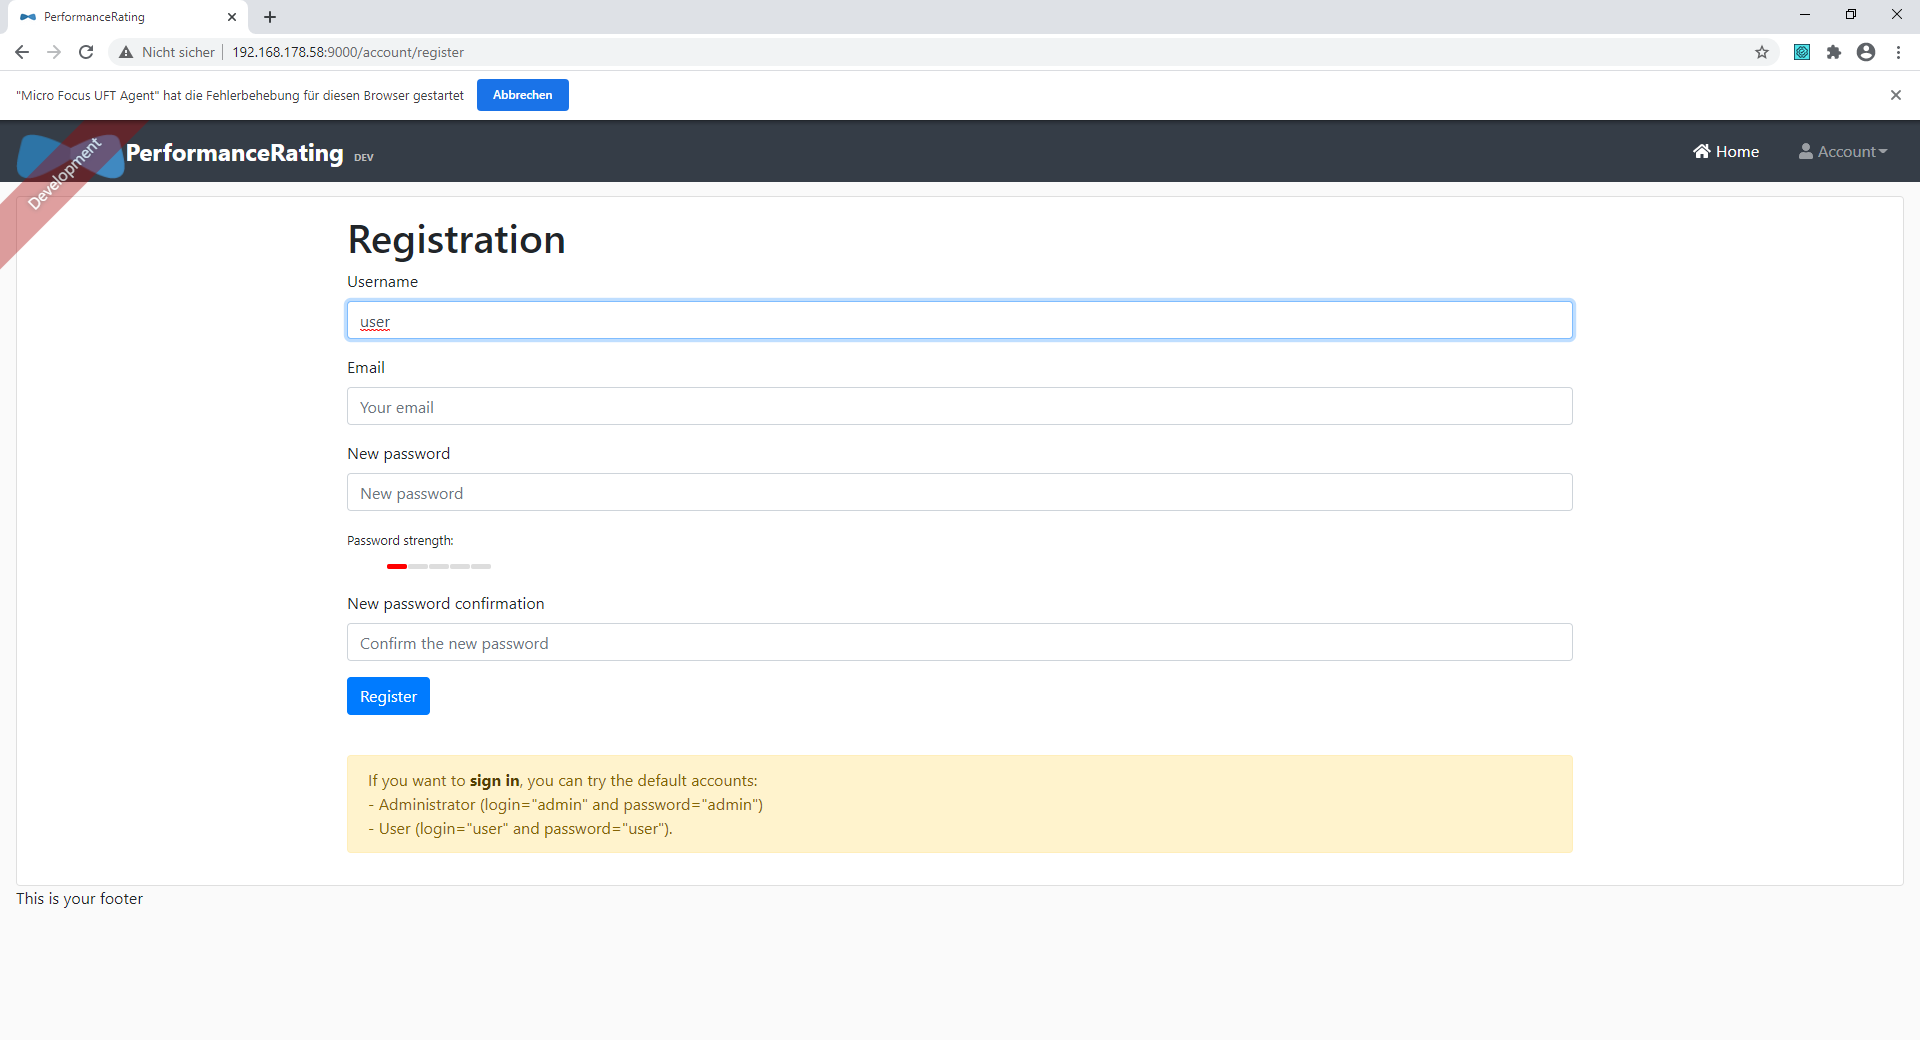 PerformanceRating
Nicht sicher
192.168.178.58:9000/account/register
"Micro Focus UFT Agent" hat die Fehlerbehebung für diesen Browser gestartet
Abbrechen
Development
PerformanceRating DEV
Home
Account
Registration
Username
user
Email
Your email
New password
New password
Password strength:
New password confirmation
Confirm the new password
Register
If you want to sign in, you can try the default accounts:
- Administrator (login="admin" and password="admin")
- User (login="user" and password="user").
This is your footer